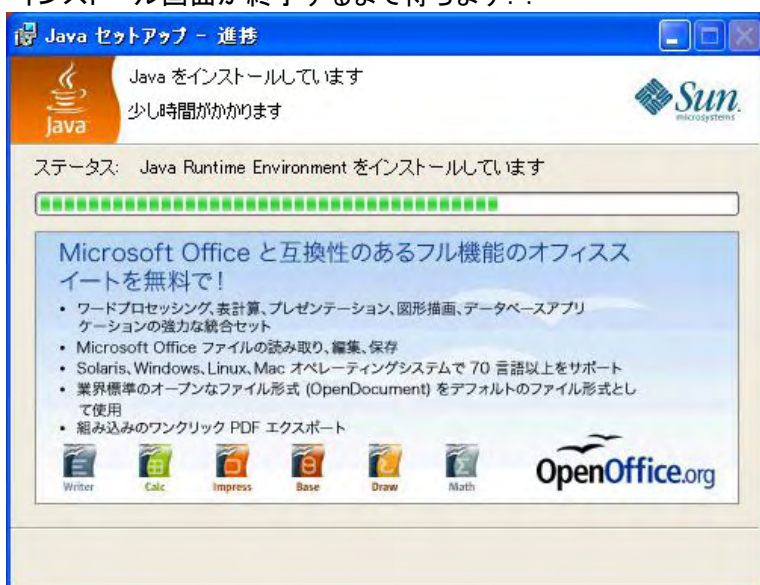 インストール画面が終了するまで待ちます。
Java セットアップ - 進捗
Java をインストールしています
少し時間がかかります
Java
Sun
microsystems
ステータス: Java Runtime Environment をインストールしています
Microsoft Office と互換性のあるフル機能のオフィスス
イートを無料で!
• ワードプロセッシング、表計算、プレゼンテーション、図形描画、データベースアプリ
ケーションの強力な統合セット
• Microsoft Office ファイルの読み取り、編集、保存
• Solaris、Windows、Linux、Mac オペレーティングシステムで 70 言語以上をサポート
• 業界標準のオープンなファイル形式 (OpenDocument) をデフォルトのファイル形式とし
て使用
• 組み込みのワンクリック PDF エクスポート
Writer Calc Impress Base Draw Math
OpenOffice.org